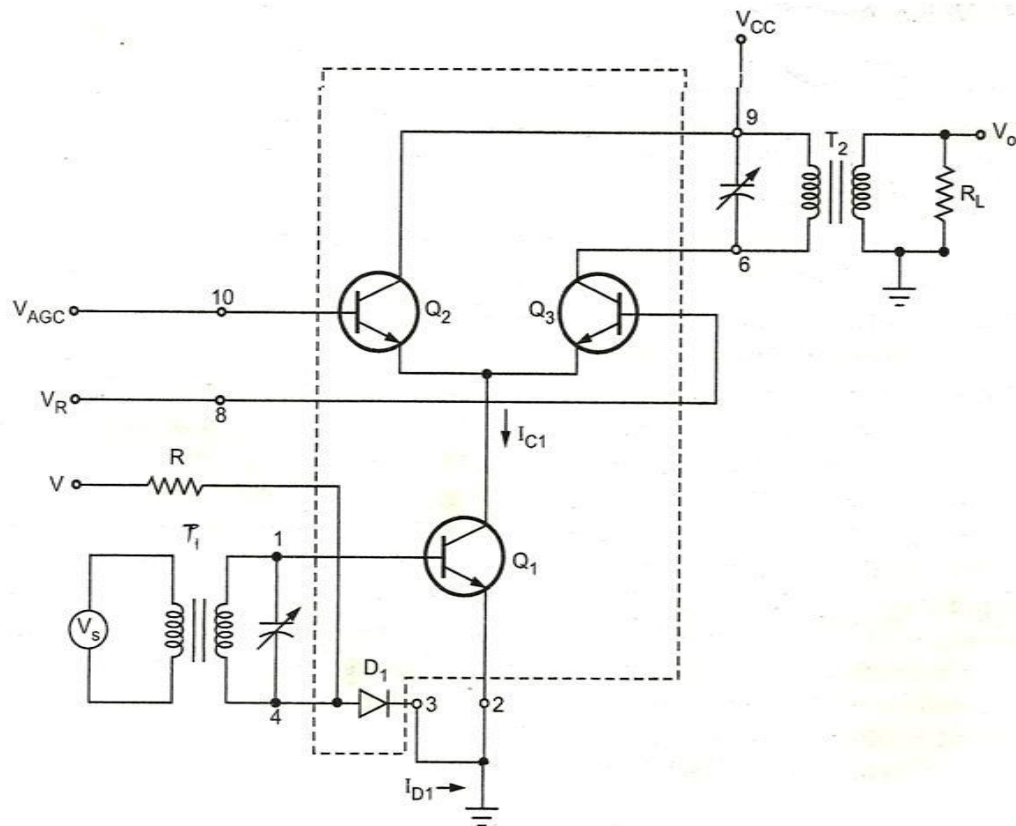 V_CC
9
T_2
V_o
R_L
6
V_AGC
10
Q_2
Q_3
V_R
8
I_C1
V
R
T_1
1
Q_1
V_s
D_1
4
3
2
I_D1